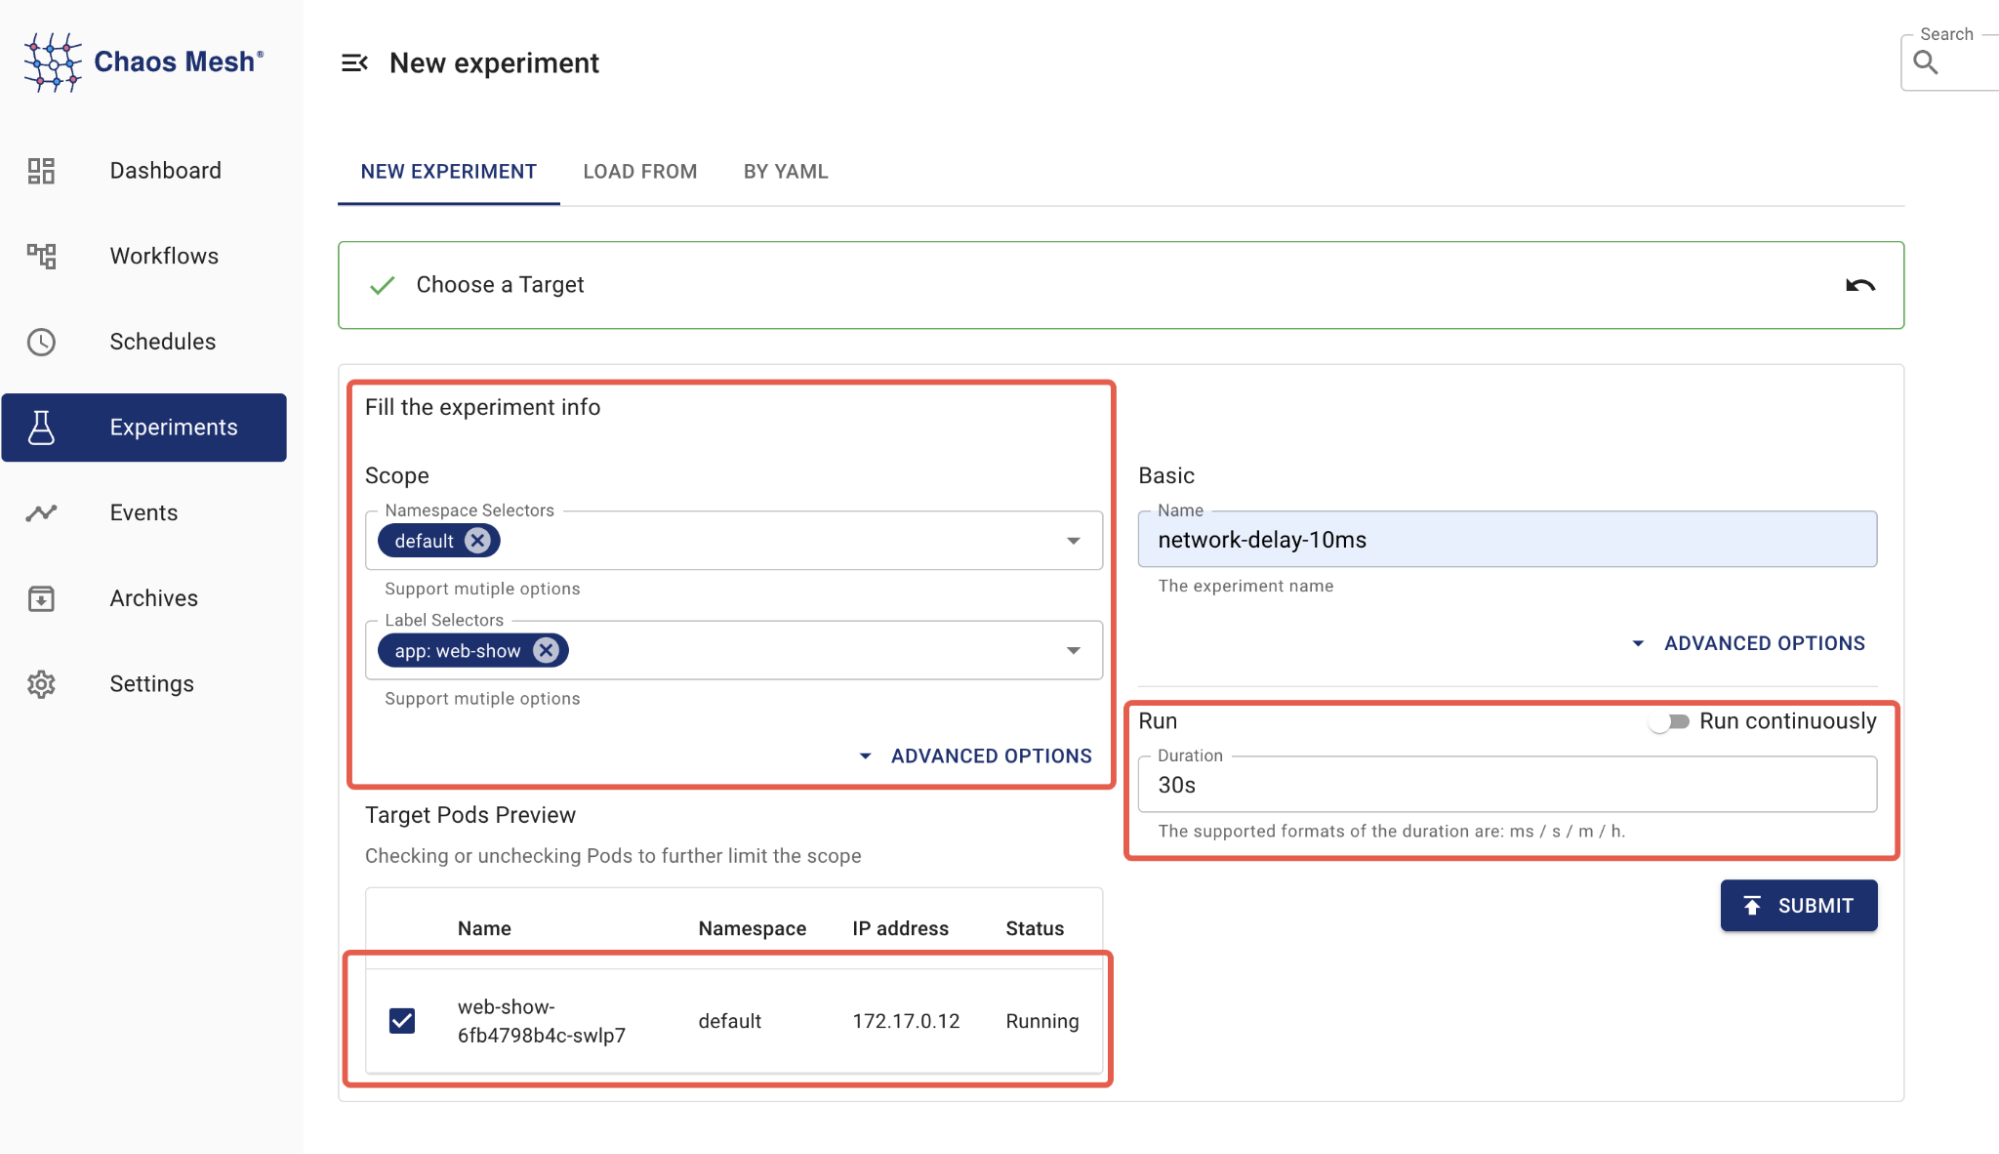 Chaos Mesh®
New experiment
Search
Dashboard
Workflows
Schedules
Experiments
Events
Archives
Settings
NEW EXPERIMENT
LOAD FROM
BY YAML
Choose a Target
Fill the experiment info
Scope
Namespace Selectors
default
Support mutiple options
Label Selectors
app: web-show
Support mutiple options
ADVANCED OPTIONS
Target Pods Preview
Checking or unchecking Pods to further limit the scope
Name Namespace IP address Status
web-show-
6fb4798b4c-swlp7 default 172.17.0.12 Running
Basic
Name
network-delay-10ms
The experiment name
ADVANCED OPTIONS
Run
Run continuously
Duration
30s
The supported formats of the duration are: ms / s / m / h.
SUBMIT